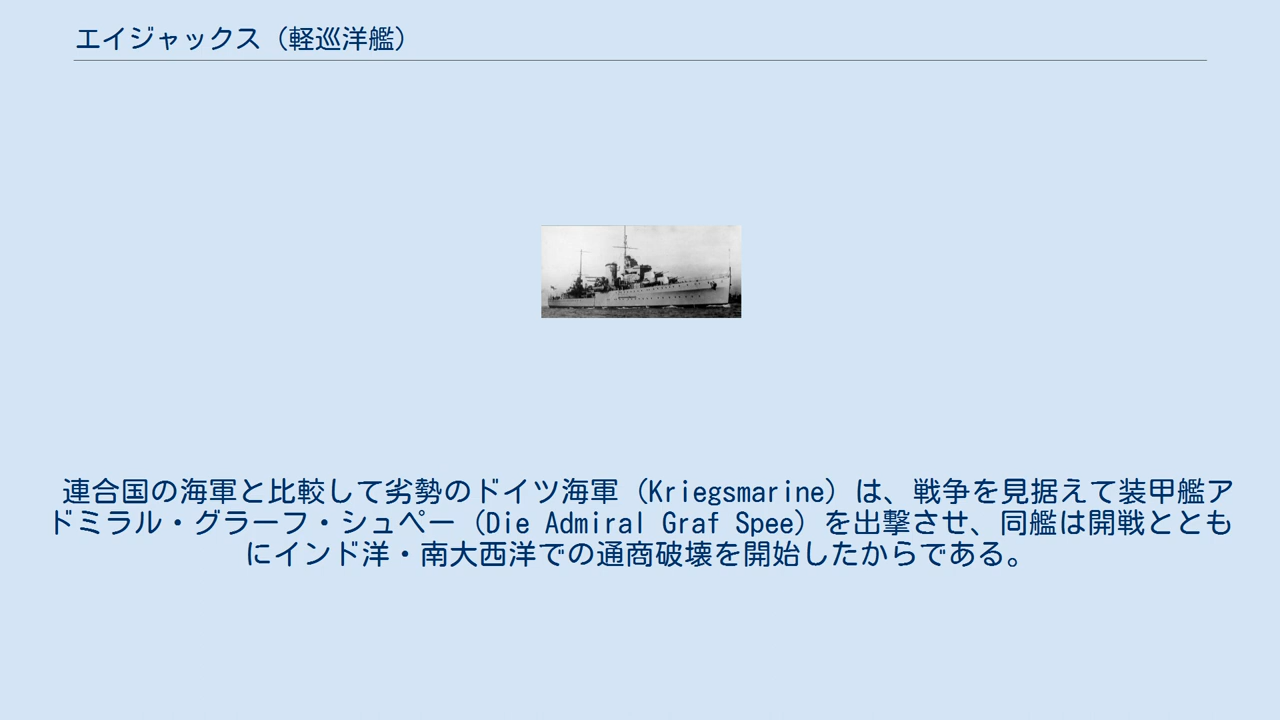 エイジャックス（軽巡洋艦）
連合国の海軍と比較して劣勢のドイツ海軍（Kriegsmarine）は、戦争を見据えて装甲艦ア
ドミラル・グラーフ・シュペー（Die Admiral Graf Spee）を出撃させ、同艦は開戦ととも
にインド洋・南大西洋での通商破壊を開始したからである。